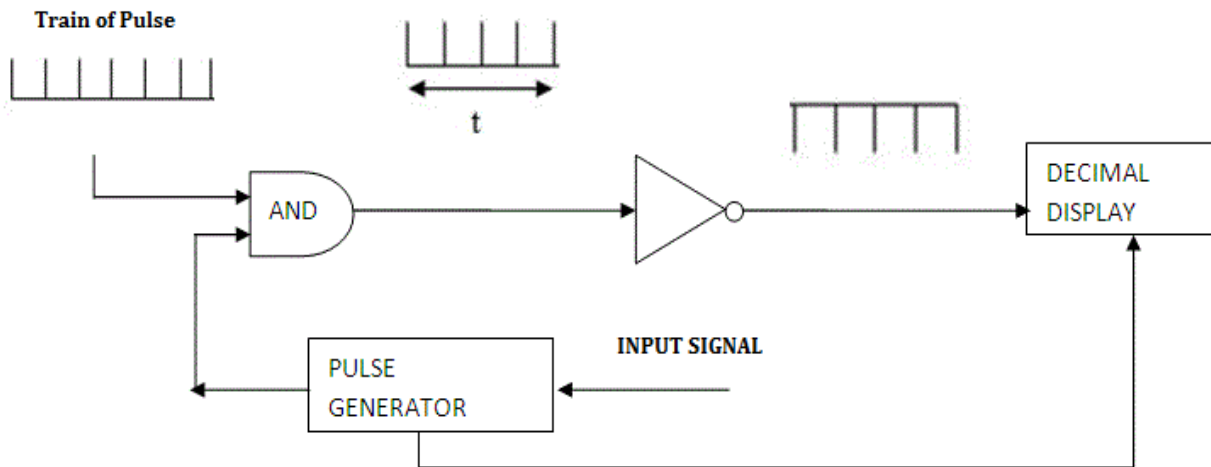 Train of Pulse
t
AND
DECIMAL
DISPLAY
INPUT SIGNAL
PULSE
GENERATOR